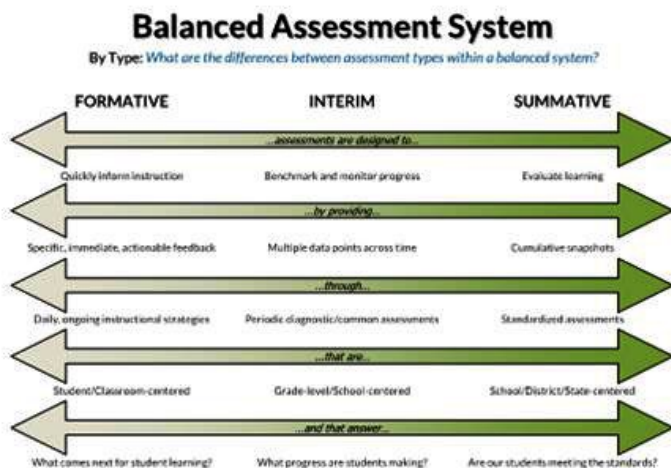 Balanced Assessment System
By Type: What are the differences between assessment types within a balanced system?
FORMATIVE INTERIM SUMMATIVE
...assessments are designed to...
Quickly inform instruction Benchmark and monitor progress Evaluate learning
...by providing...
Specific, immediate, actionable feedback Multiple data points across time Cumulative snapshots
...through...
Daily, ongoing instructional strategies Periodic diagnostic/common assessments Standardized assessments
...that are...
Student/Classroom-centered Grade-level/School-centered School/District/State-centered
...and that answer...
What comes next for student learning? What progress are students making? Are our students meeting the standards?